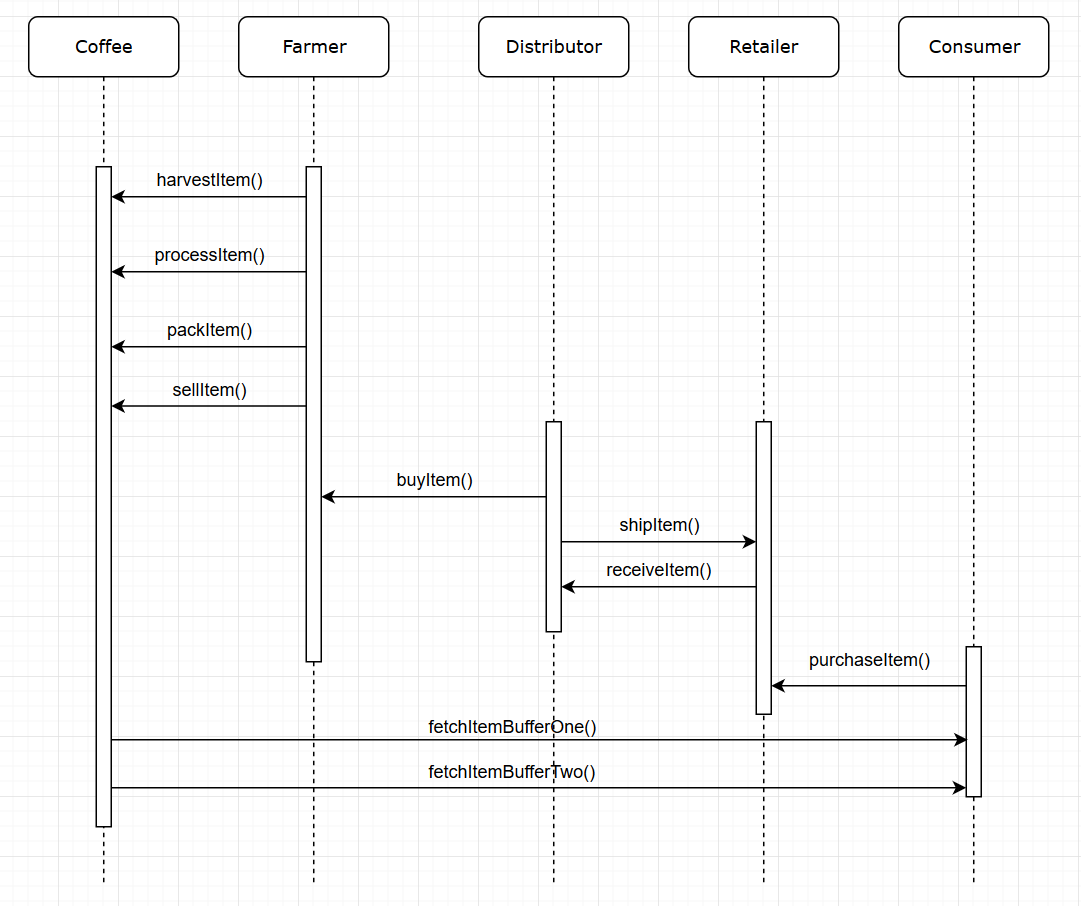 Coffee
Farmer
Distributor
Retailer
Consumer
harvestItem()
processItem()
packItem()
sellItem()
buyItem()
shipItem()
receiveItem()
purchaseItem()
fetchItemBufferOne()
fetchItemBufferTwo()